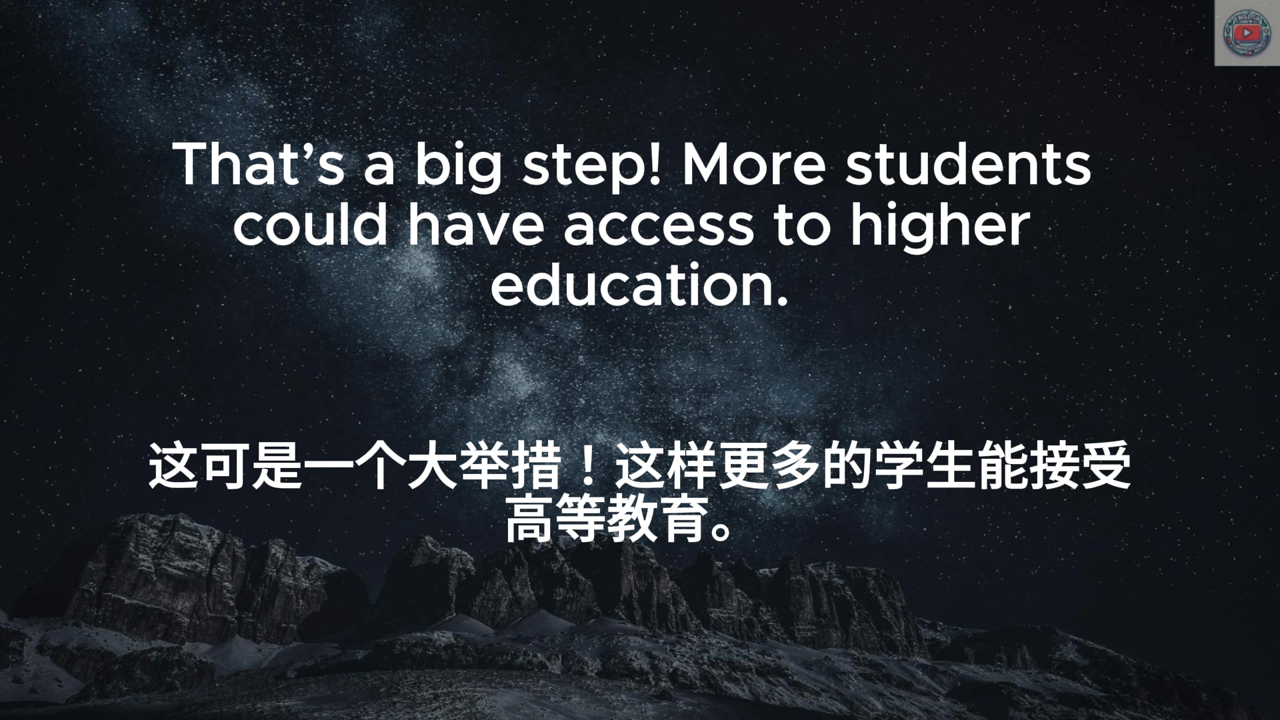 That’s a big step! More students
could have access to higher
education.
这可是一个大举措！这样更多的学生能接受
高等教育。